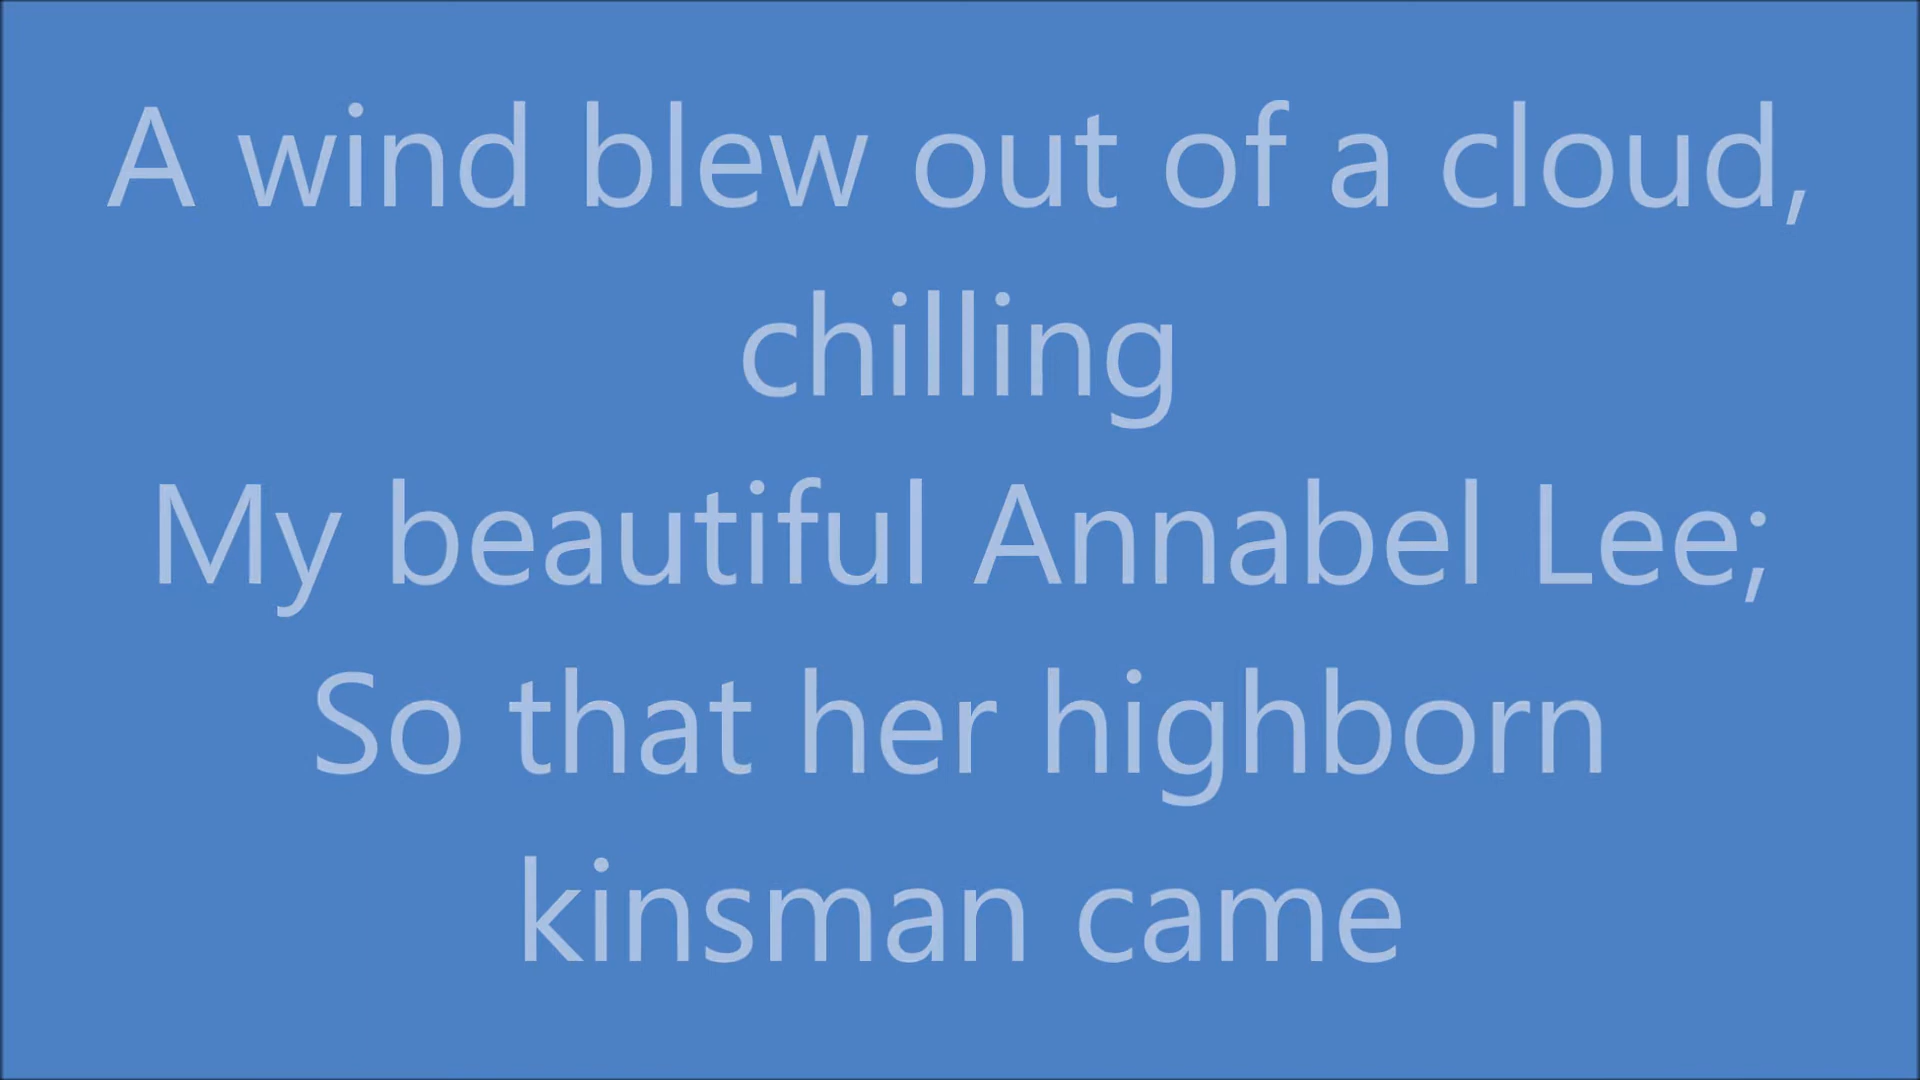 A wind blew out of a cloud,
chilling
My beautiful Annabel Lee;
So that her highborn
kinsman came